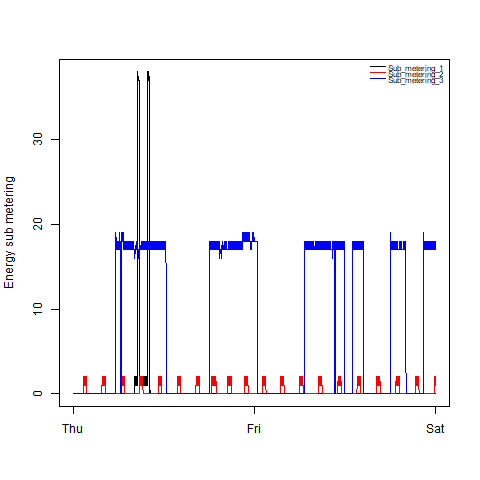 Sub_metering_1
Sub_metering_2
Sub_metering_3
30
20
10
0
Energy sub metering
Thu Fri Sat